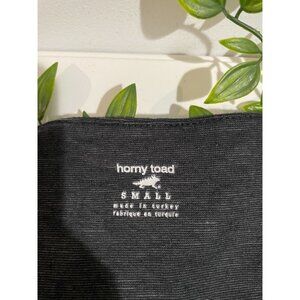 horny toad
SMALL
made in turkey
fabriqué en turquie